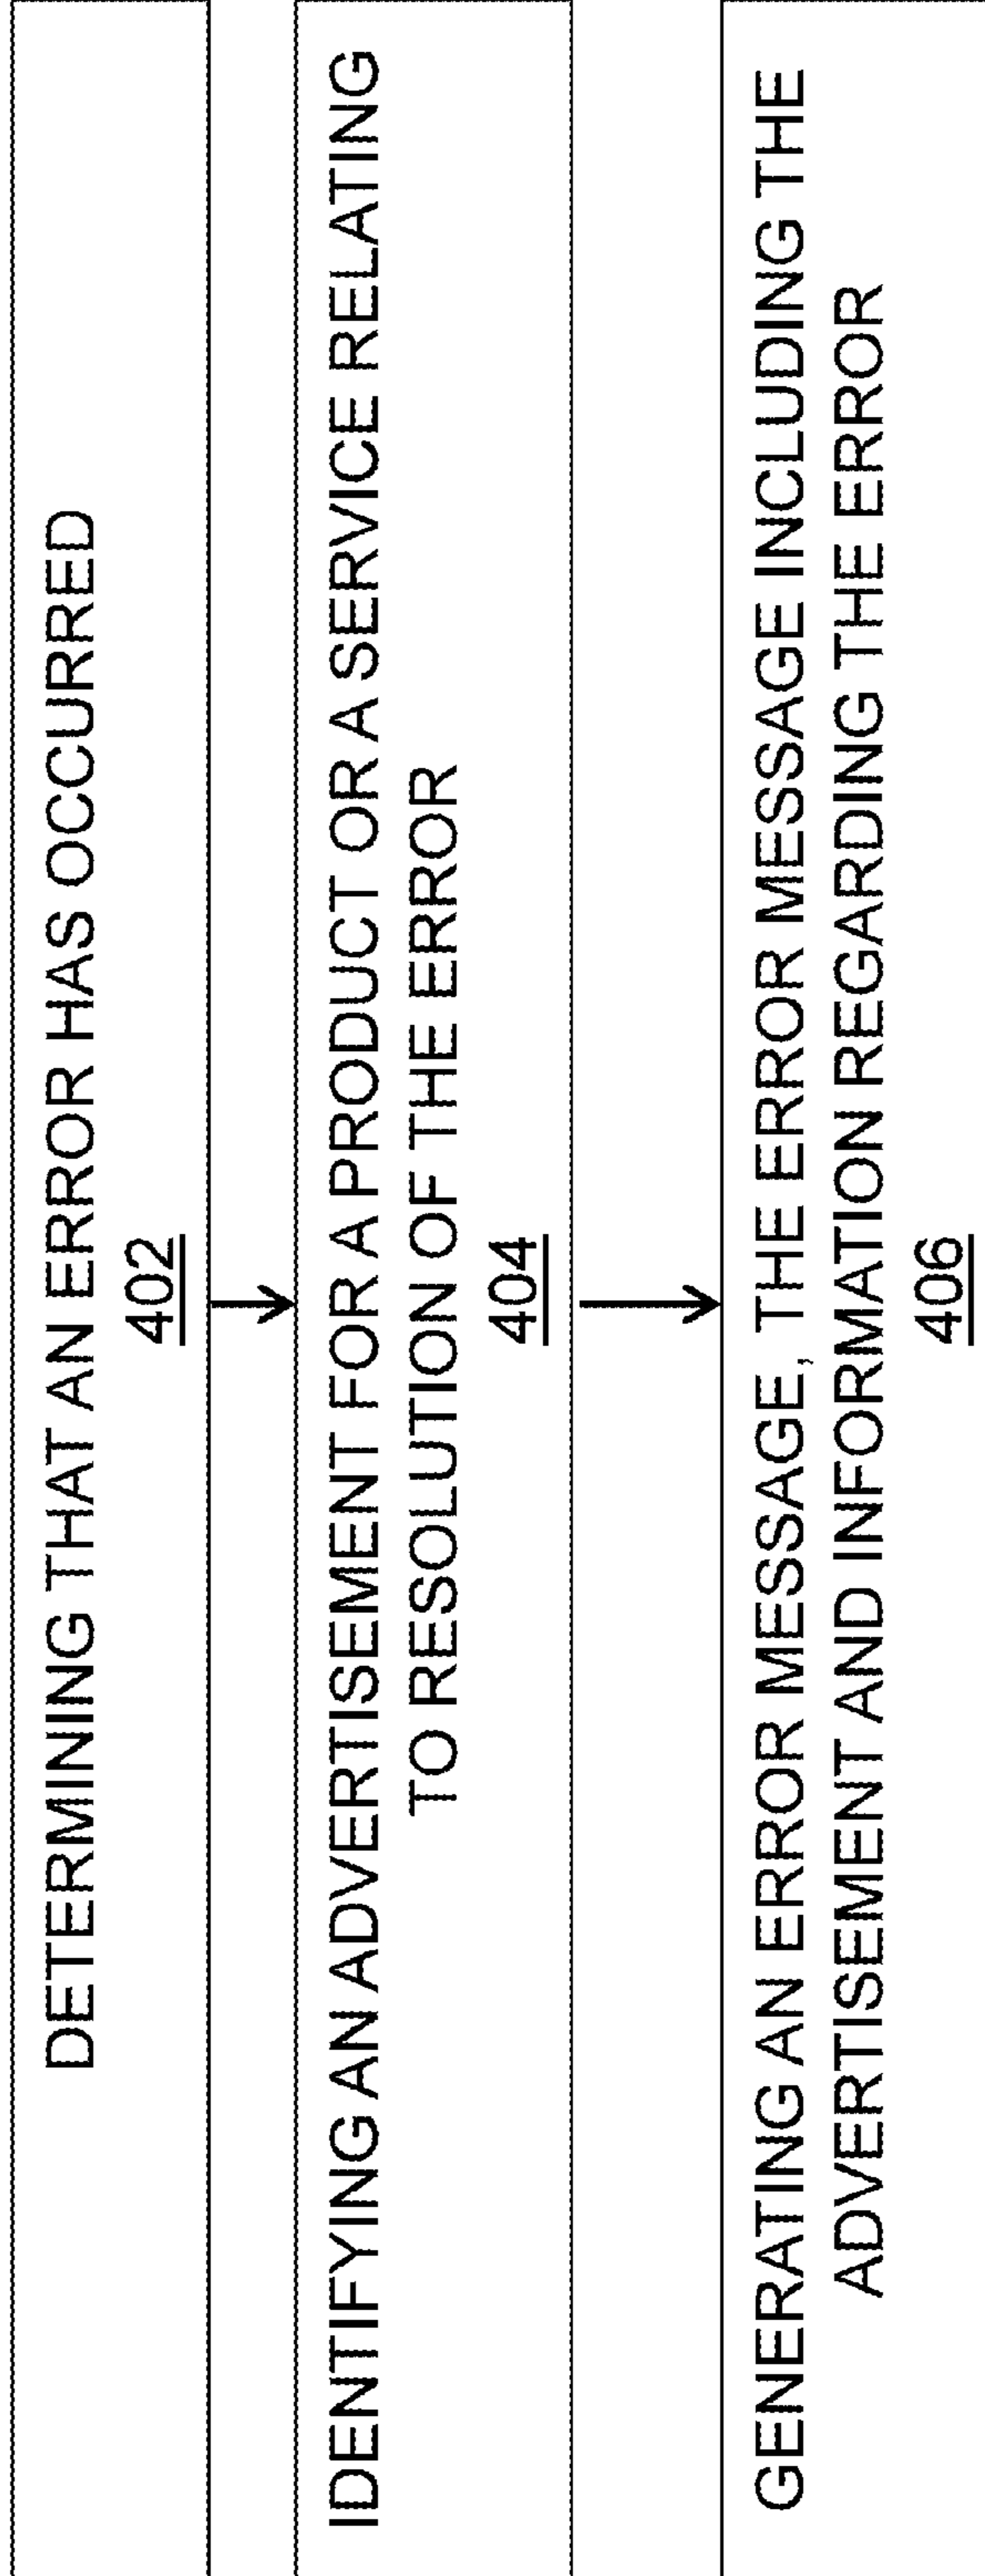 DETERMINING THAT AN ERROR HAS OCCURRED
402
IDENTIFYING AN ADVERTISEMENT FOR A PRODUCT OR A SERVICE RELATING
TO RESOLUTION OF THE ERROR
404
GENERATING AN ERROR MESSAGE, THE ERROR MESSAGE INCLUDING THE
ADVERTISEMENT AND INFORMATION REGARDING THE ERROR
406